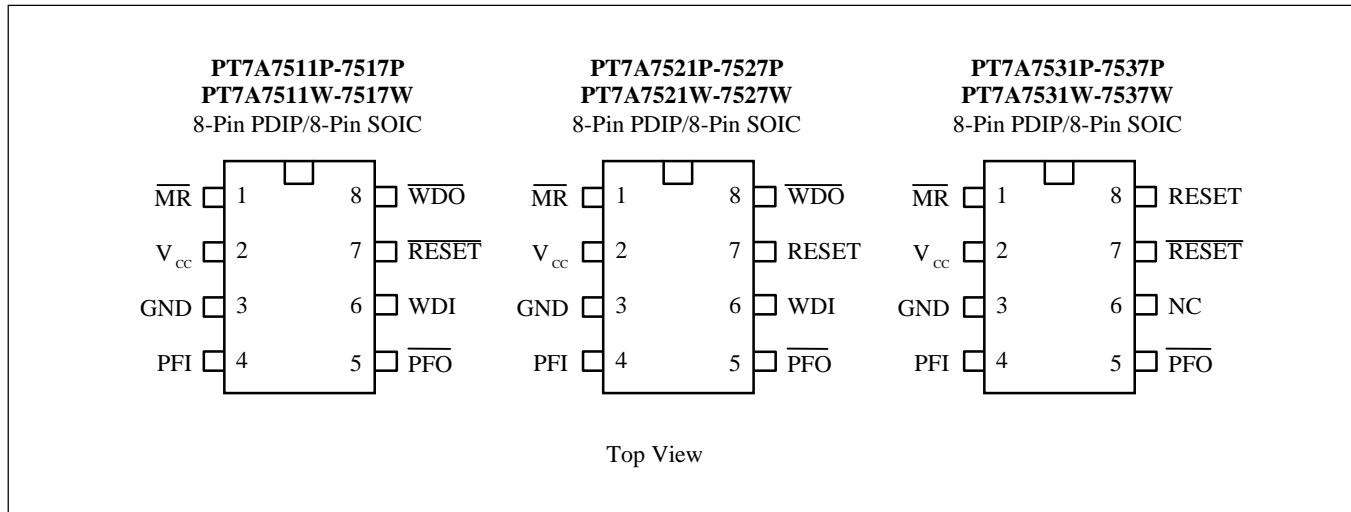 PT7A7511P-7517P
PT7A7511W-7517W
8-Pin PDIP/8-Pin SOIC
MR 1 8 WDO
VCC 2 7 RESET
GND 3 6 WDI
PFI 4 5 PFO
PT7A7521P-7527P
PT7A7521W-7527W
8-Pin PDIP/8-Pin SOIC
MR 1 8 WDO
VCC 2 7 RESET
GND 3 6 WDI
PFI 4 5 PFO
PT7A7531P-7537P
PT7A7531W-7537W
8-Pin PDIP/8-Pin SOIC
MR 1 8 RESET
VCC 2 7 RESET
GND 3 6 NC
PFI 4 5 PFO
Top View